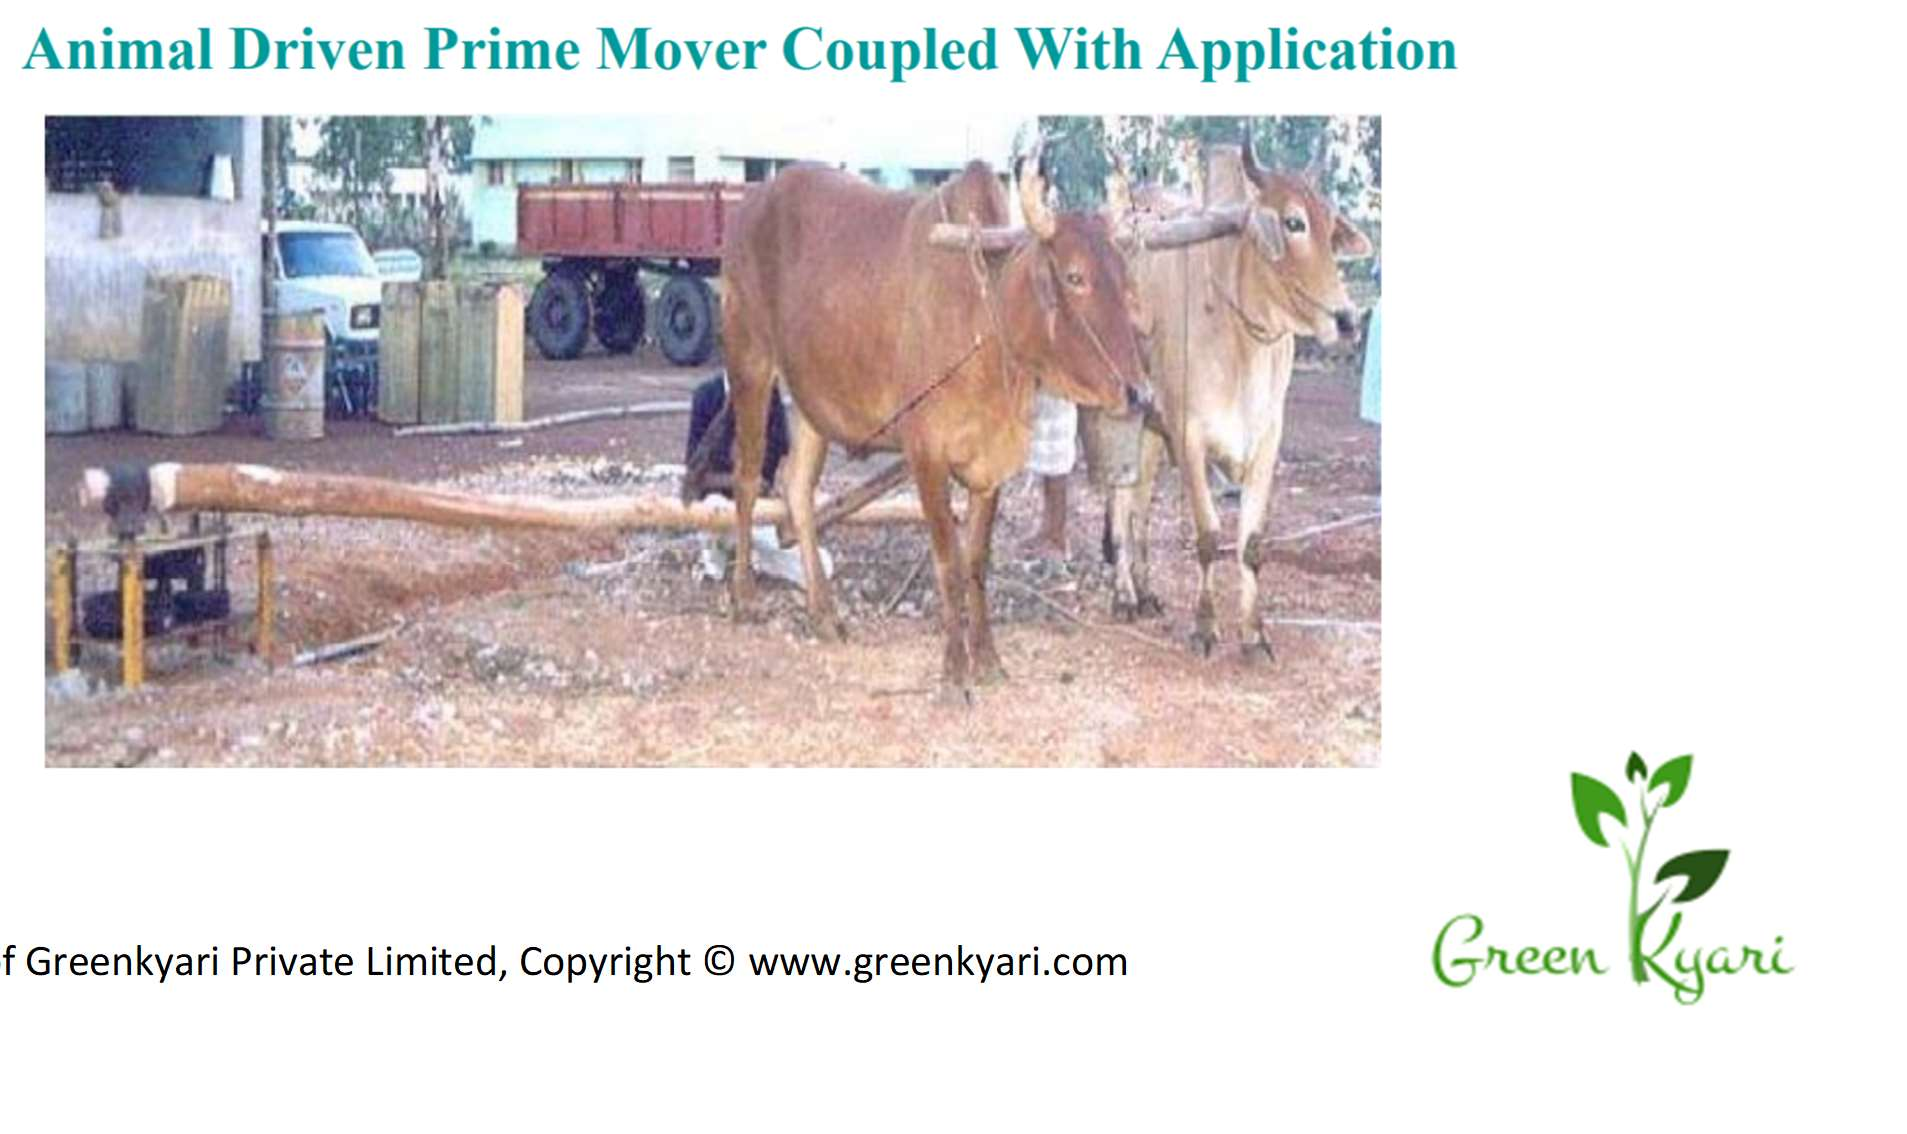 Animal Driven Prime Mover Coupled With Application
f Greenkyari Private Limited, Copyright © www.greenkyari.com
Green Kyari